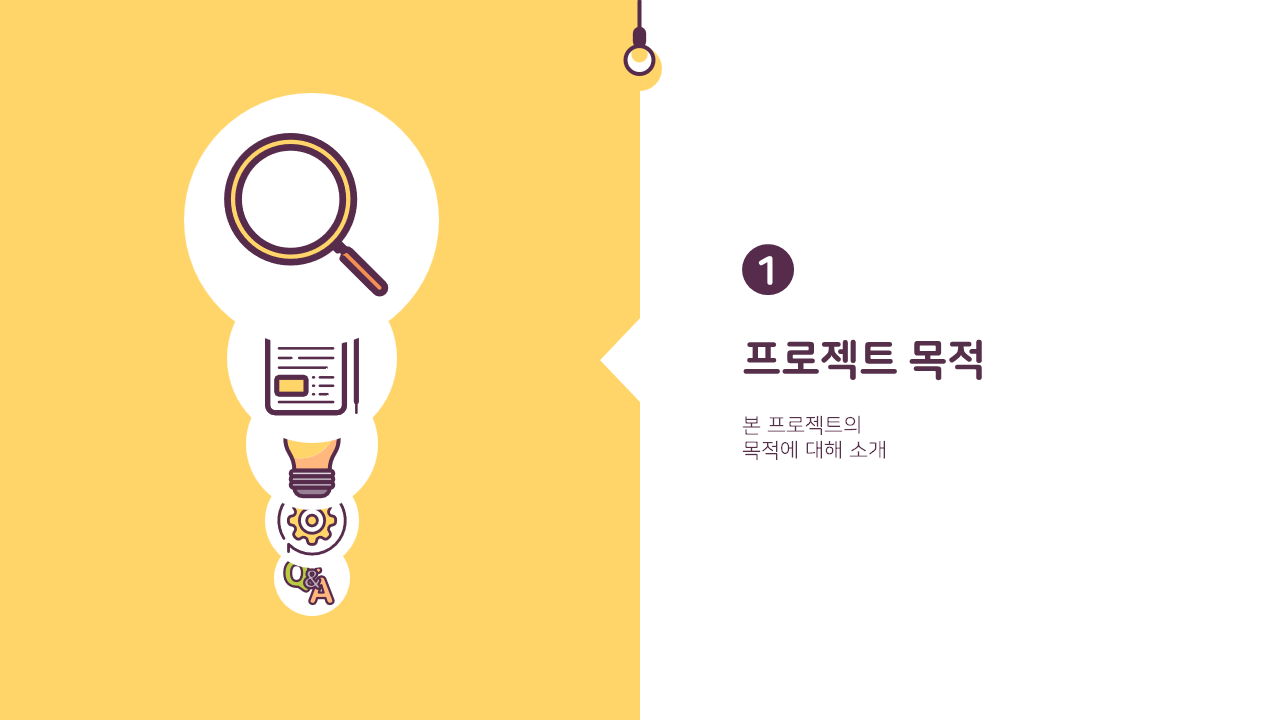 1
프로젝트 목적
본 프로젝트의
목적에 대해 소개
Q&A